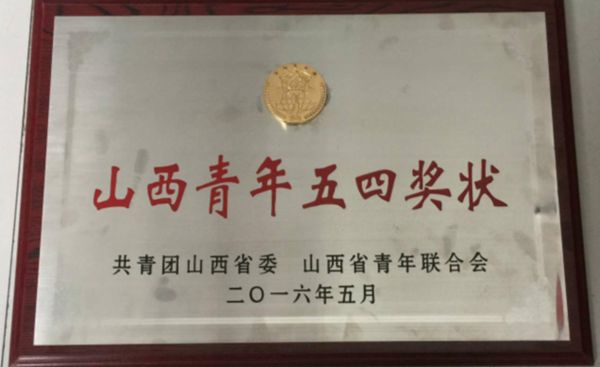 山西青年五四奖状
共青团山西省委 山西省青年联合会
二〇一六年五月